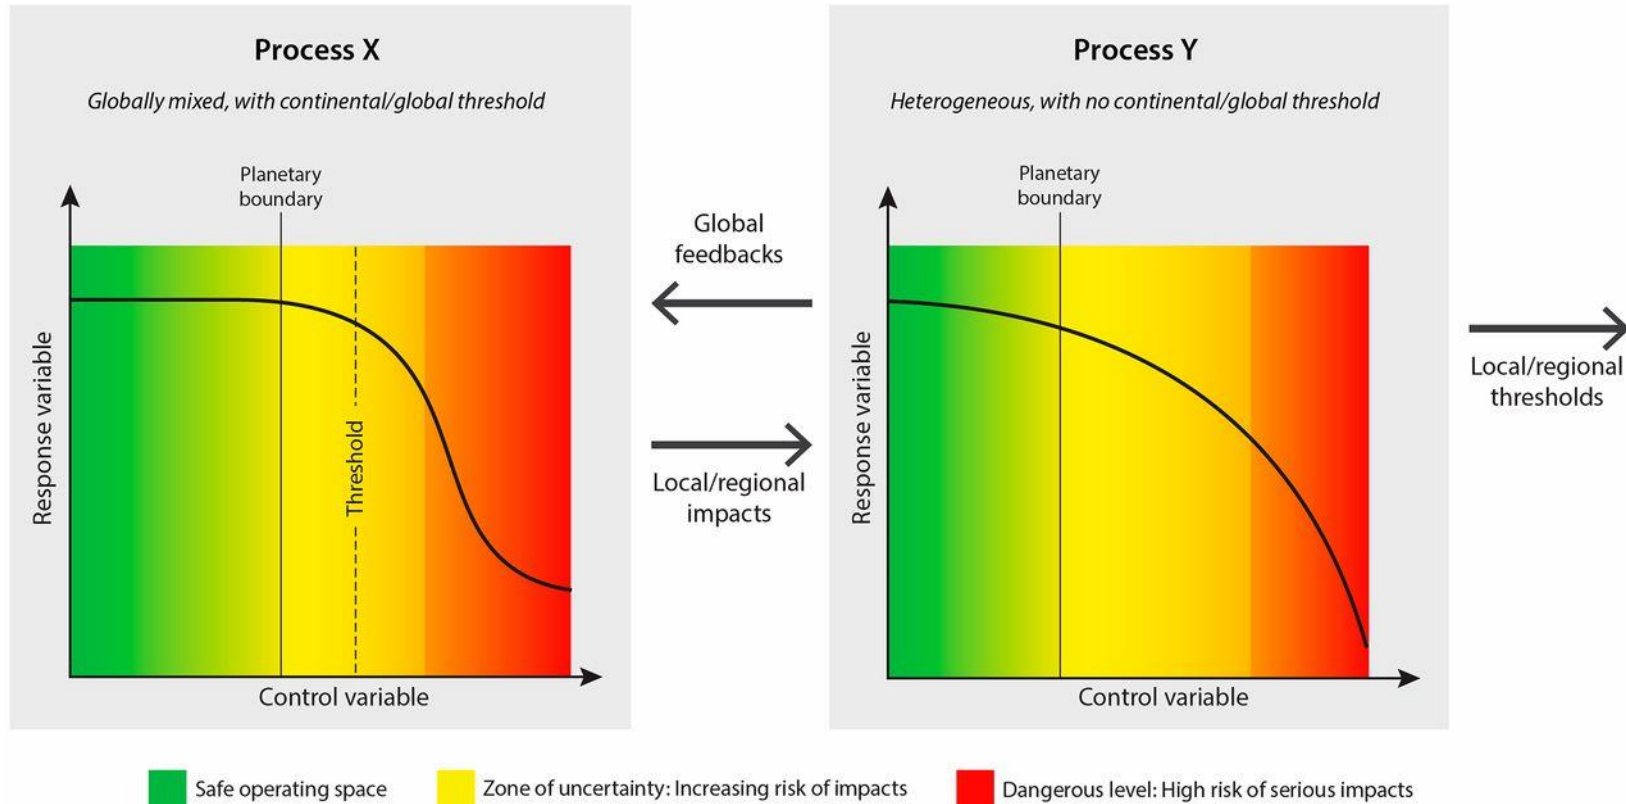 Process X
Globally mixed, with continental/global threshold
Planetary
boundary
Response variable
Threshold
Control variable
Global
feedbacks
Local/regional
impacts
Process Y
Heterogeneous, with no continental/global threshold
Planetary
boundary
Response variable
Control variable
Local/regional
thresholds
Safe operating space
Zone of uncertainty: Increasing risk of impacts
Dangerous level: High risk of serious impacts